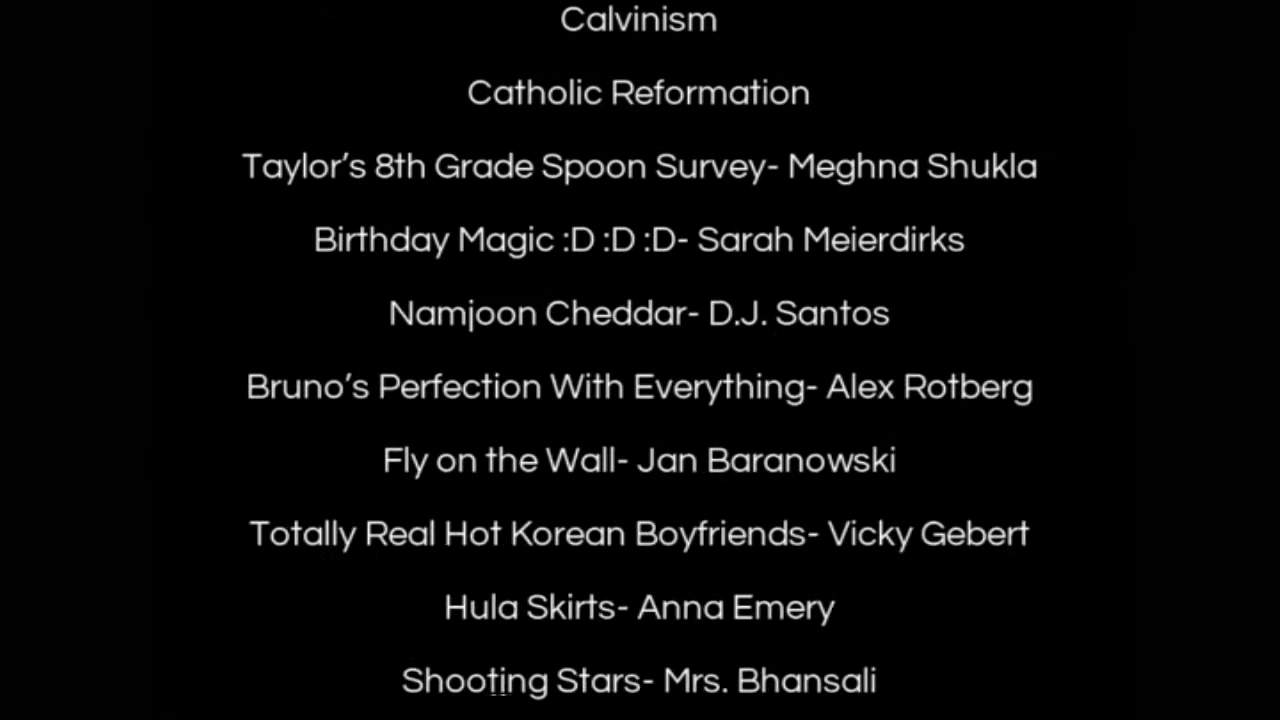 Calvinism
Catholic Reformation
Taylor’s 8th Grade Spoon Survey- Meghna Shukla
Birthday Magic :D :D :D- Sarah Meierdirks
Namjoon Cheddar- D.J. Santos
Bruno’s Perfection With Everything- Alex Rotberg
Fly on the Wall- Jan Baranowski
Totally Real Hot Korean Boyfriends- Vicky Gebert
Hula Skirts- Anna Emery
Shooting Stars- Mrs. Bhansali